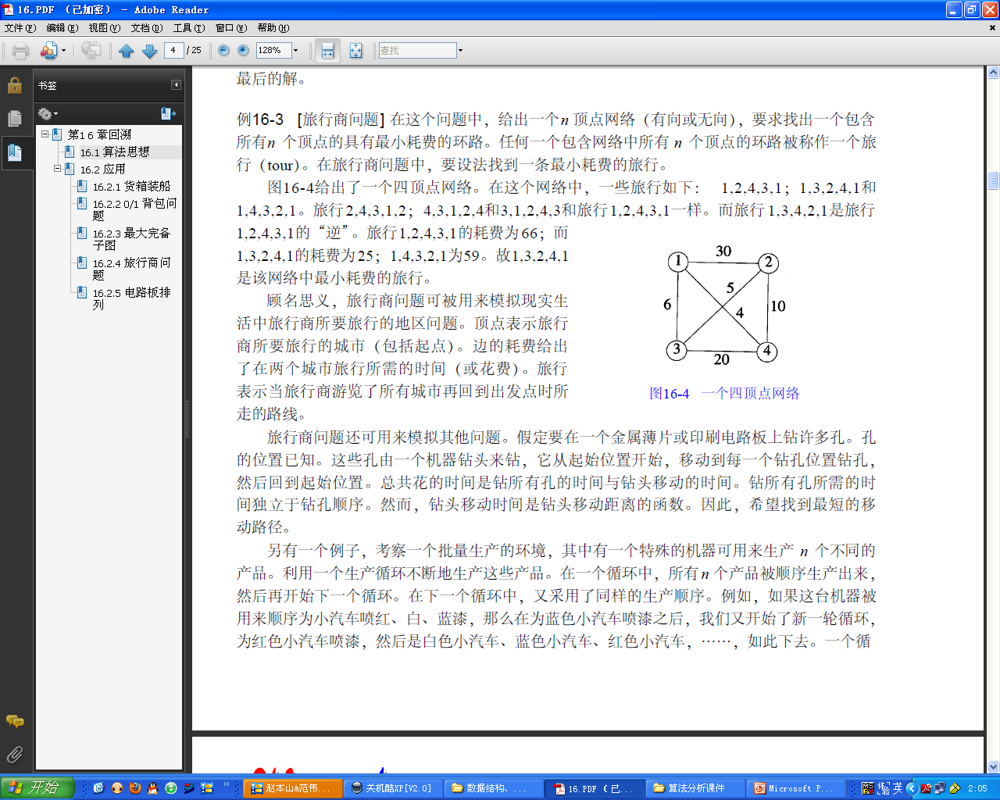 16.PDF （已加密） - Adobe Reader
文件(F) 编辑(E) 视图(V) 文档(D) 工具(T) 窗口(W) 帮助(H)
4 / 25 128% 查找
书签
第16 章回溯
16.1 算法思想
16.2 应用
16.2.1 货箱装船
16.2.2 0/1 背包问
题
16.2.3 最大完备
子图
16.2.4 旅行商问
题
16.2.5 电路板排
列
最后的解。
例16-3 [旅行商问题] 在这个问题中，给出一个n 顶点网络（有向或无向），要求找出一个包含
所有n 个顶点的具有最小耗费的环路。任何一个包含网络中所有 n 个顶点的环路被称作一个旅
行（tour）。在旅行商问题中，要设法找到一条最小耗费的旅行。
图16-4给出了一个四顶点网络。在这个网络中，一些旅行如下： 1,2,4,3,1；1,3,2,4,1和
1,4,3,2,1。旅行2,4,3,1,2；4,3,1,2,4和3,1,2,4,3和旅行1,2,4,3,1一样。而旅行1,3,4,2,1是旅行
1,2,4,3,1的“逆”。旅行1,2,4,3,1的耗费为66；而
1,3,2,4,1的耗费为25；1,4,3,2,1为59。故1,3,2,4,1
是该网络中最小耗费的旅行。
顾名思义，旅行商问题可被用来模拟现实生
活中旅行商所要旅行的地区问题。顶点表示旅行
商所要旅行的城市（包括起点）。边的耗费给出
了在两个城市旅行所需的时间（或花费）。旅行
表示当旅行商游览了所有城市再回到出发点时所
走的路线。
30
1 2
5
6 4 10
3 4
20
图16-4 一个四顶点网络
旅行商问题还可用来模拟其他问题。假定要在一个金属薄片或印刷电路板上钻许多孔。孔
的位置已知。这些孔由一个机器钻头来钻，它从起始位置开始，移动到每一个钻孔位置钻孔，
然后回到起始位置。总共花的时间是钻所有孔的时间与钻头移动的时间。钻所有孔所需的时
间独立于钻孔顺序。然而，钻头移动时间是钻头移动距离的函数。因此，希望找到最短的移
动路径。
另有一个例子，考察一个批量生产的环境，其中有一个特殊的机器可用来生产 n 个不同的
产品。利用一个生产循环不断地生产这些产品。在一个循环中，所有n 个产品被顺序生产出来，
然后再开始下一个循环。在下一个循环中，又采用了同样的生产顺序。例如，如果这台机器被
用来顺序为小汽车喷红、白、蓝漆，那么在为蓝色小汽车喷漆之后，我们又开始了新一轮循环，
为红色小汽车喷漆，然后是白色小汽车、蓝色小汽车、红色小汽车，……，如此下去。一个循
开始 赵本山&范伟... 关机酷XP[V2.0] 数据结构、... 16.PDF （已... 算法分析课件 Microsoft P... 英 2:05